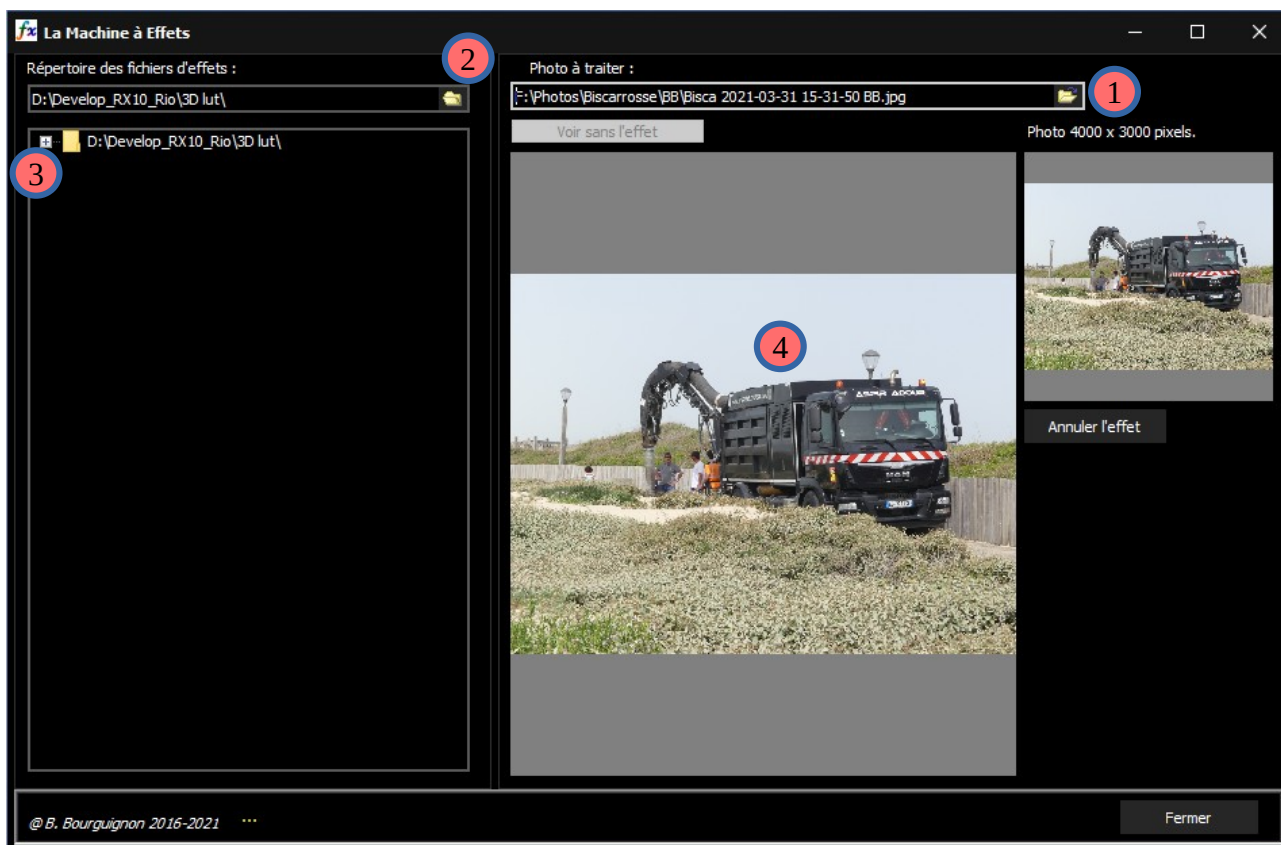 fx La Machine à Effets
2
Répertoire des fichiers d'effets :
Photo à traiter :
D:\Develop_RX10_Rio\3D lut\
F:\Photos\Biscarrosse\BB\Bisca 2021-03-31 15-31-50 BB.jpg
1
Voir sans l'effet
Photo 4000 x 3000 pixels.
D:\Develop_RX10_Rio\3D lut\
3
4
MAN
Annuler l'effet
@ B. Bourguignon 2016-2021 ...
Fermer